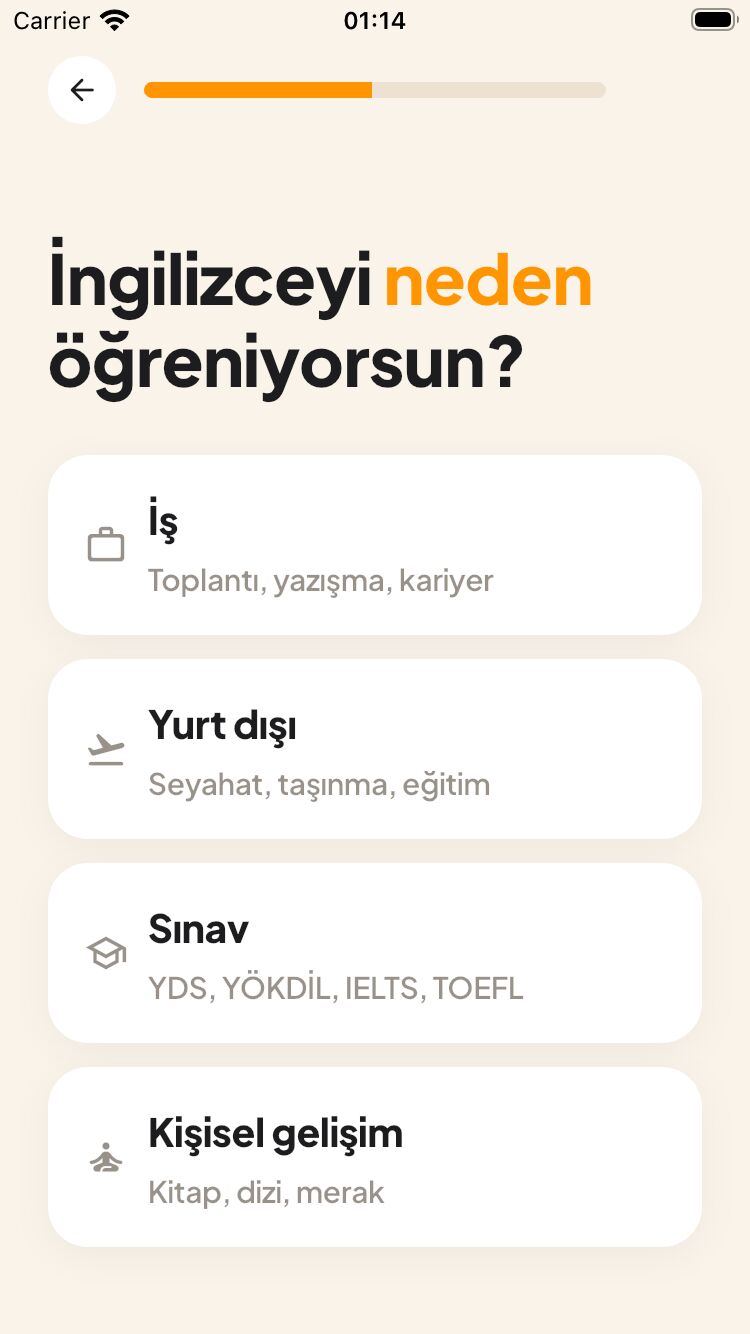 Carrier 01:14
İngilizceyi neden
öğreniyorsun?
İş
Toplantı, yazışma, kariyer
Yurt dışı
Seyahat, taşınma, eğitim
Sınav
YDS, YÖKDİL, IELTS, TOEFL
Kişisel gelişim
Kitap, dizi, merak